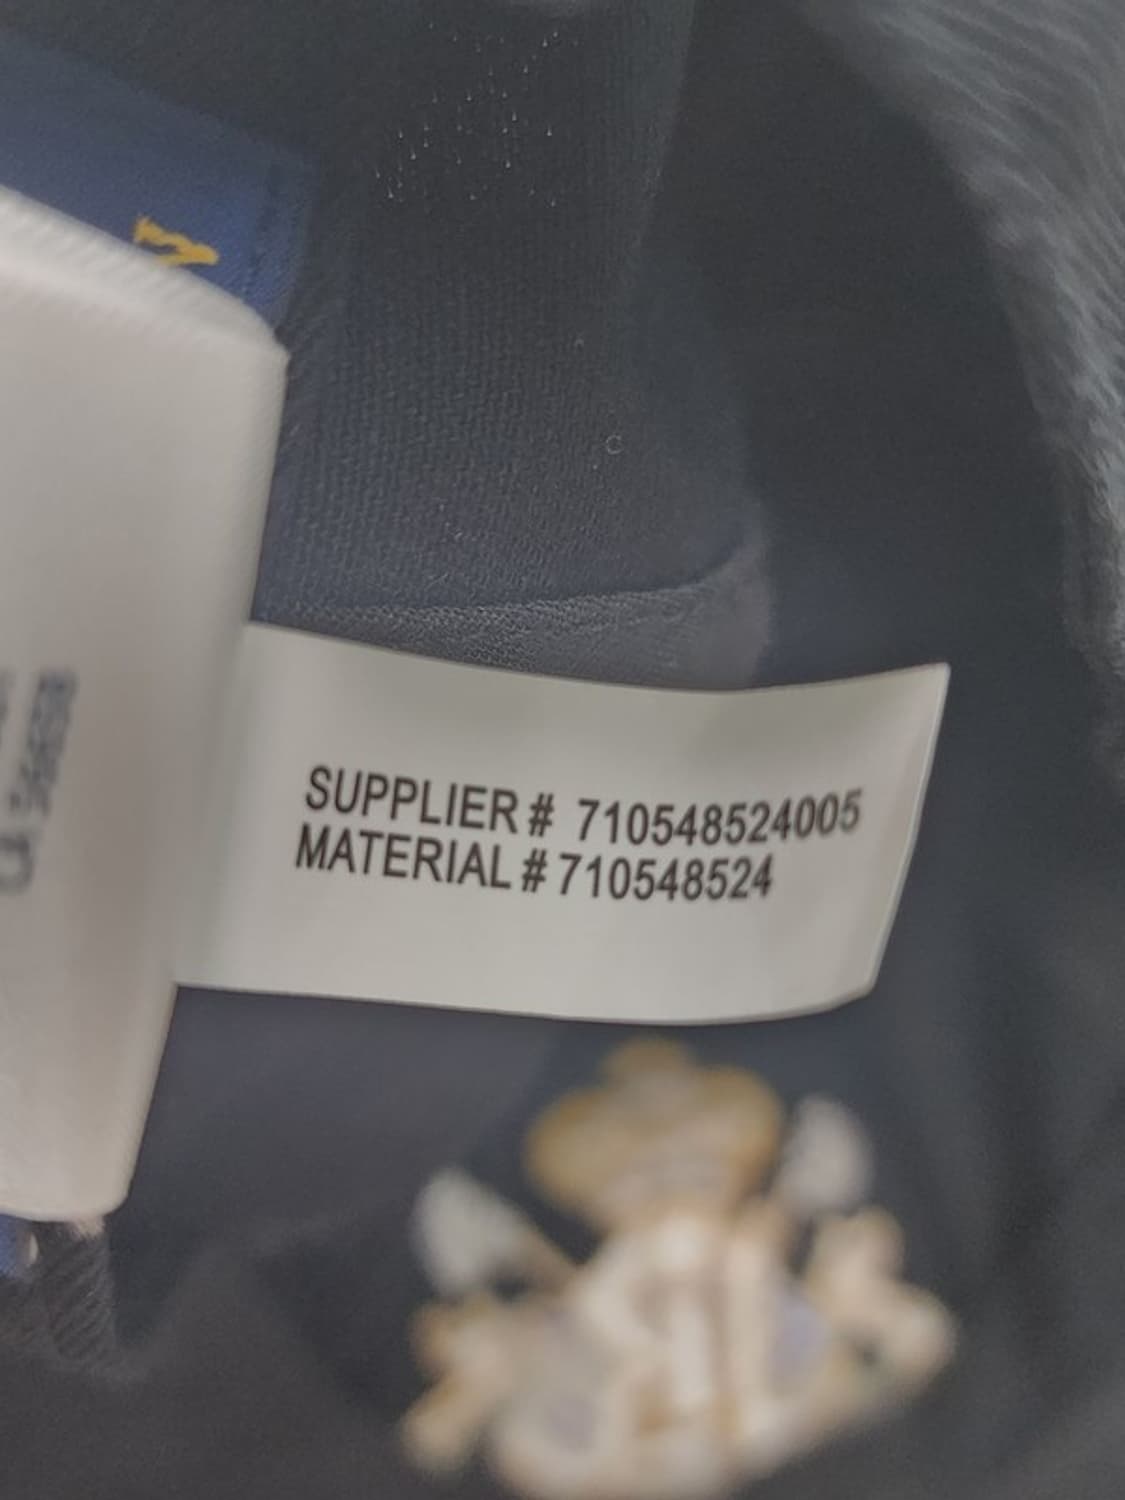 SUPPLIER # 710548524005
MATERIAL # 710548524